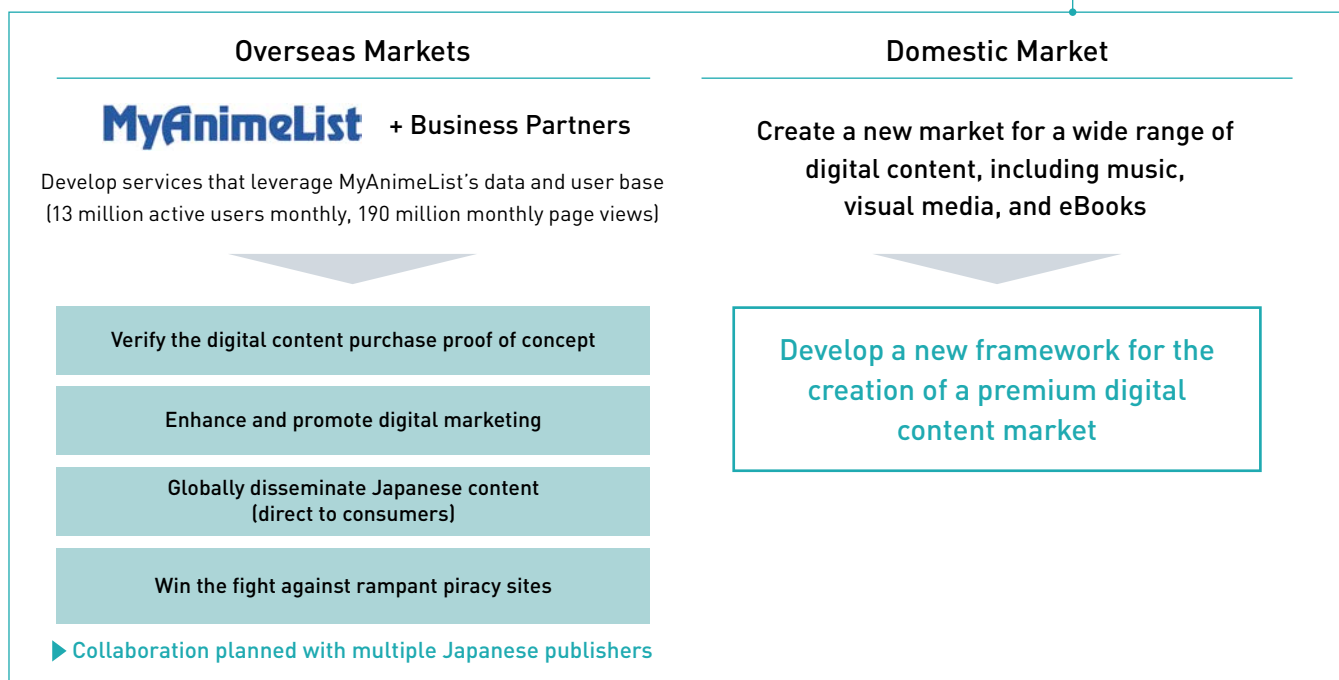 Overseas Markets
MyAnimeList + Business Partners
Develop services that leverage MyAnimeList’s data and user base
(13 million active users monthly, 190 million monthly page views)
Verify the digital content purchase proof of concept
Enhance and promote digital marketing
Globally disseminate Japanese content
(direct to consumers)
Win the fight against rampant piracy sites
▶ Collaboration planned with multiple Japanese publishers
Domestic Market
Create a new market for a wide range of
digital content, including music,
visual media, and eBooks
Develop a new framework for the
creation of a premium digital
content market